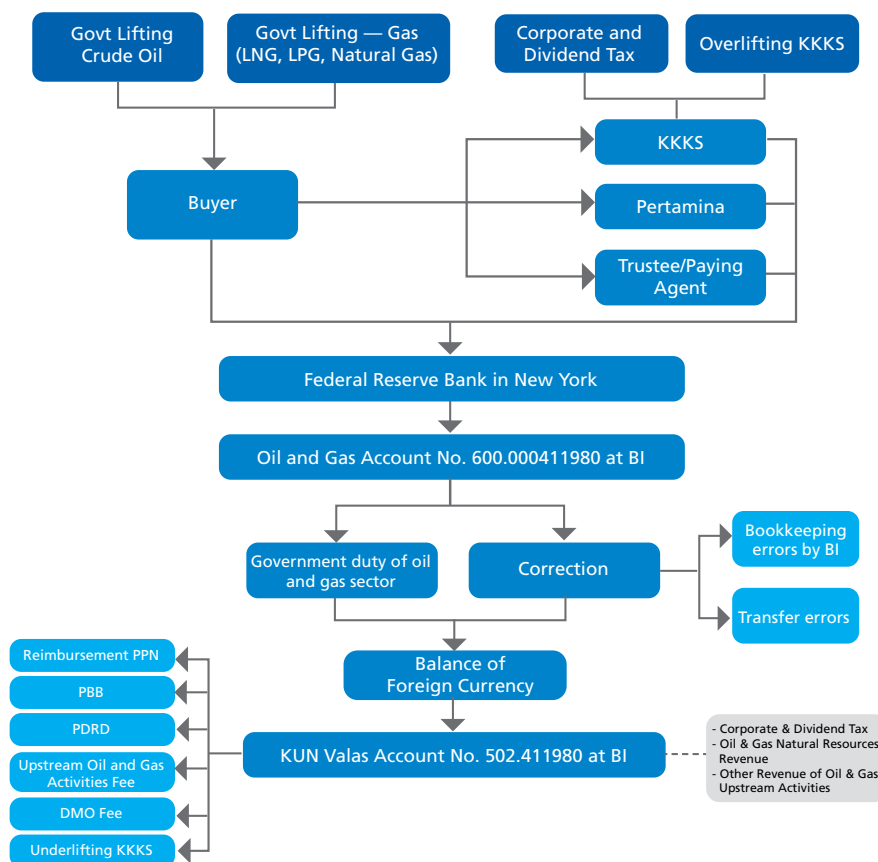 Govt Lifting
Crude Oil
Govt Lifting — Gas
(LNG, LPG, Natural Gas)
Corporate and
Dividend Tax
Overlifting KKKS
KKKS
Buyer
Pertamina
Trustee/Paying
Agent
Federal Reserve Bank in New York
Oil and Gas Account No. 600.000411980 at BI
Government duty of oil
and gas sector
Correction
Bookkeeping
errors by BI
Transfer errors
Balance of
Foreign Currency
Reimbursement PPN
PBB
PDRD
Upstream Oil and Gas
Activities Fee
DMO Fee
Underlifting KKKS
KUN Valas Account No. 502.411980 at BI
- Corporate & Dividend Tax
- Oil & Gas Natural Resources
Revenue
- Other Revenue of Oil & Gas
Upstream Activities